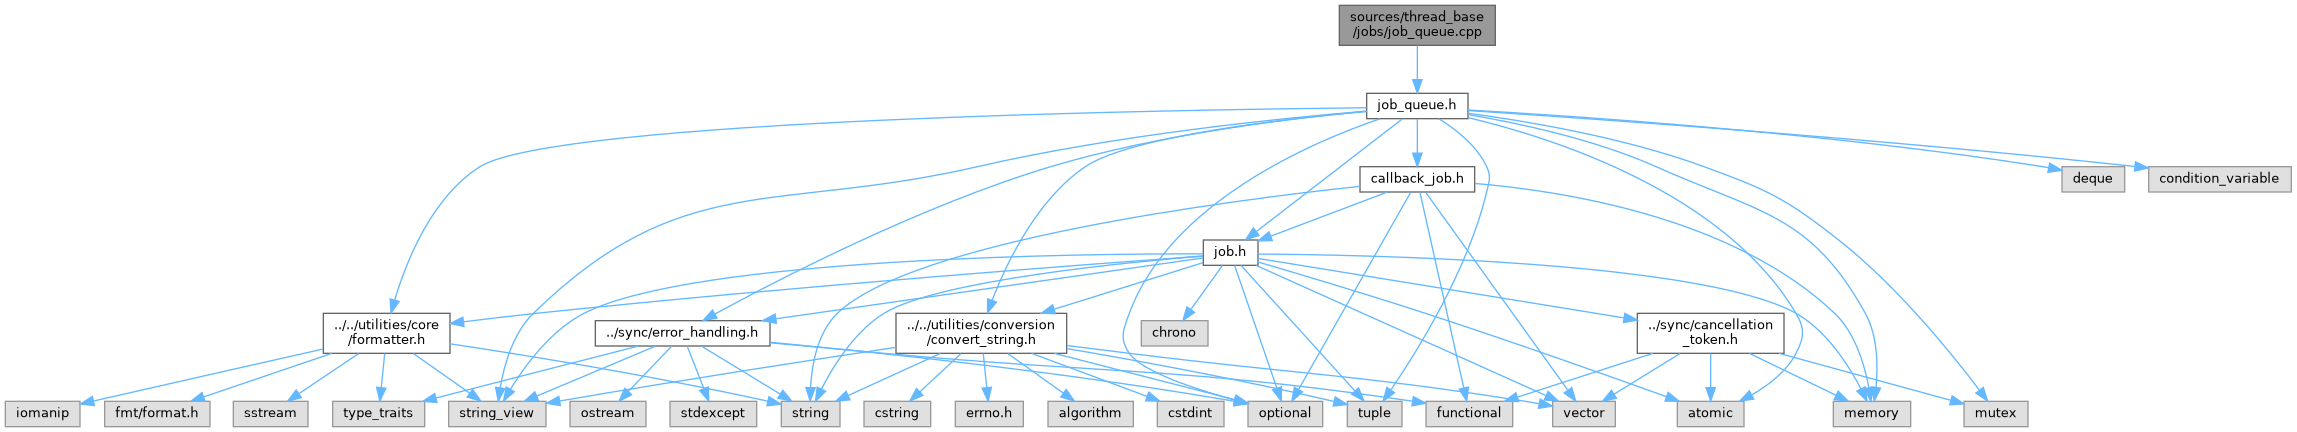 sources/thread_base
/jobs/job_queue.cpp
job_queue.h
callback_job.h
deque
condition_variable
job.h
../../utilities/core
/formatter.h
../sync/error_handling.h
../../utilities/conversion
/convert_string.h
chrono
../sync/cancellation
_token.h
iomanip
fmt/format.h
sstream
type_traits
string_view
ostream
stdexcept
string
cstring
errno.h
algorithm
cstdint
optional
tuple
functional
vector
atomic
memory
mutex